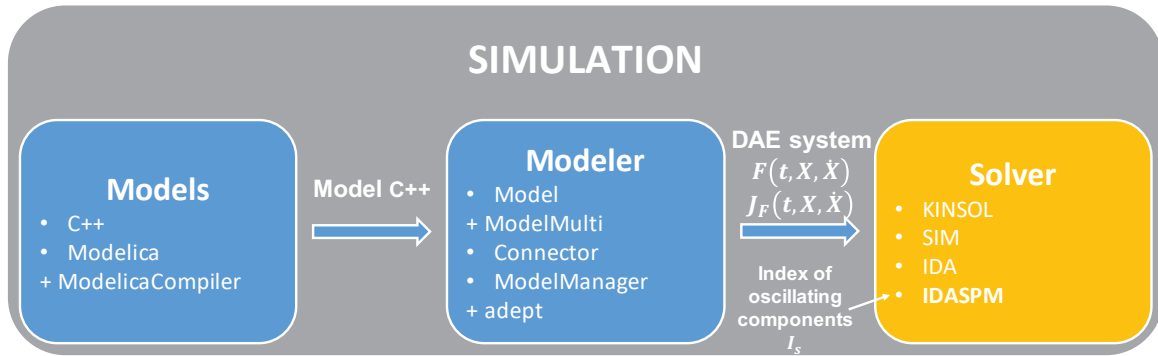 SIMULATION
Models
• C++
• Modelica
+ ModelicaCompiler
Model C++
Modeler
• Model
+ ModelMulti
• Connector
• ModelManager
+ adept
DAE system
F(t, X, Ẋ)
J_F(t, X, Ẋ)
Index of
oscillating
components
I_s
Solver
• KINSOL
• SIM
• IDA
• IDASPM